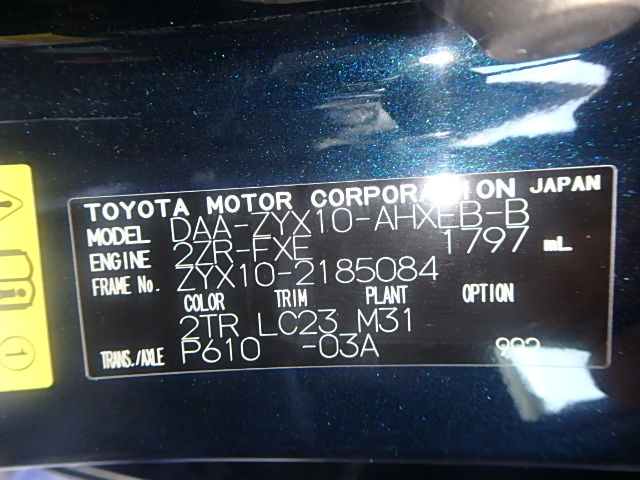 TOYOTA MOTOR CORPORATION JAPAN
MODEL DAA-ZYX10-AHXEB-B
ENGINE 2ZR-FXE 1797 mL
FRAME No. ZYX10-2185084
COLOR TRIM PLANT OPTION
2TR LC23 M31
TRANS./AXLE P610 -03A
1